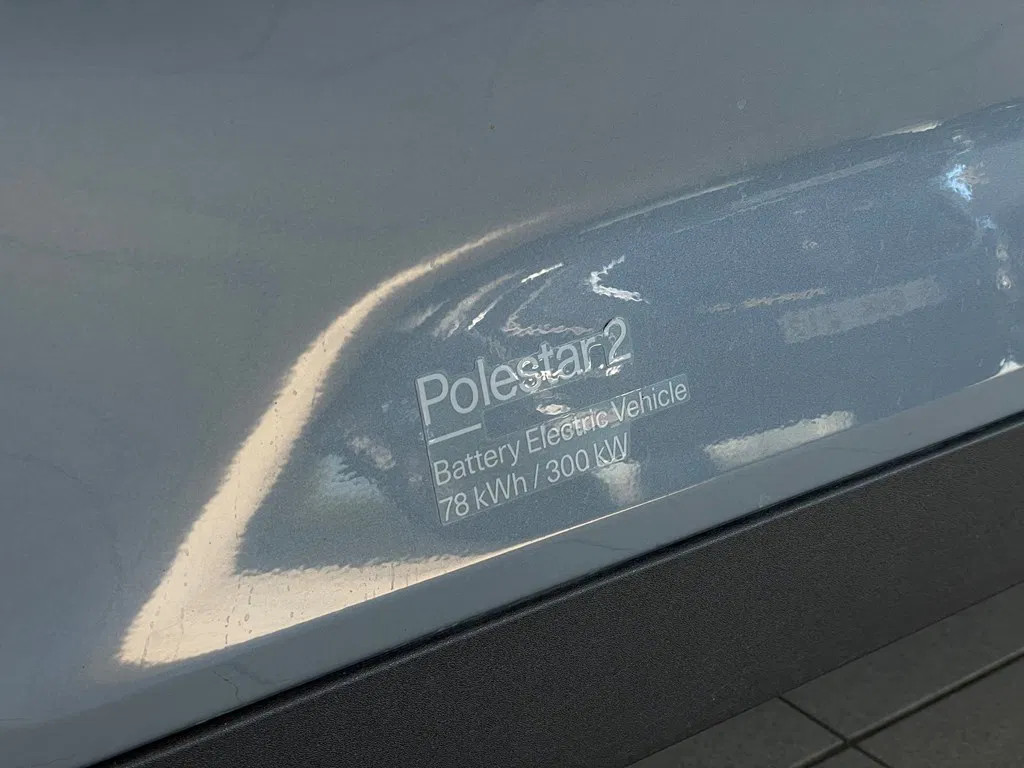 Polestar 2
Battery Electric Vehicle
78 kWh / 300 kW